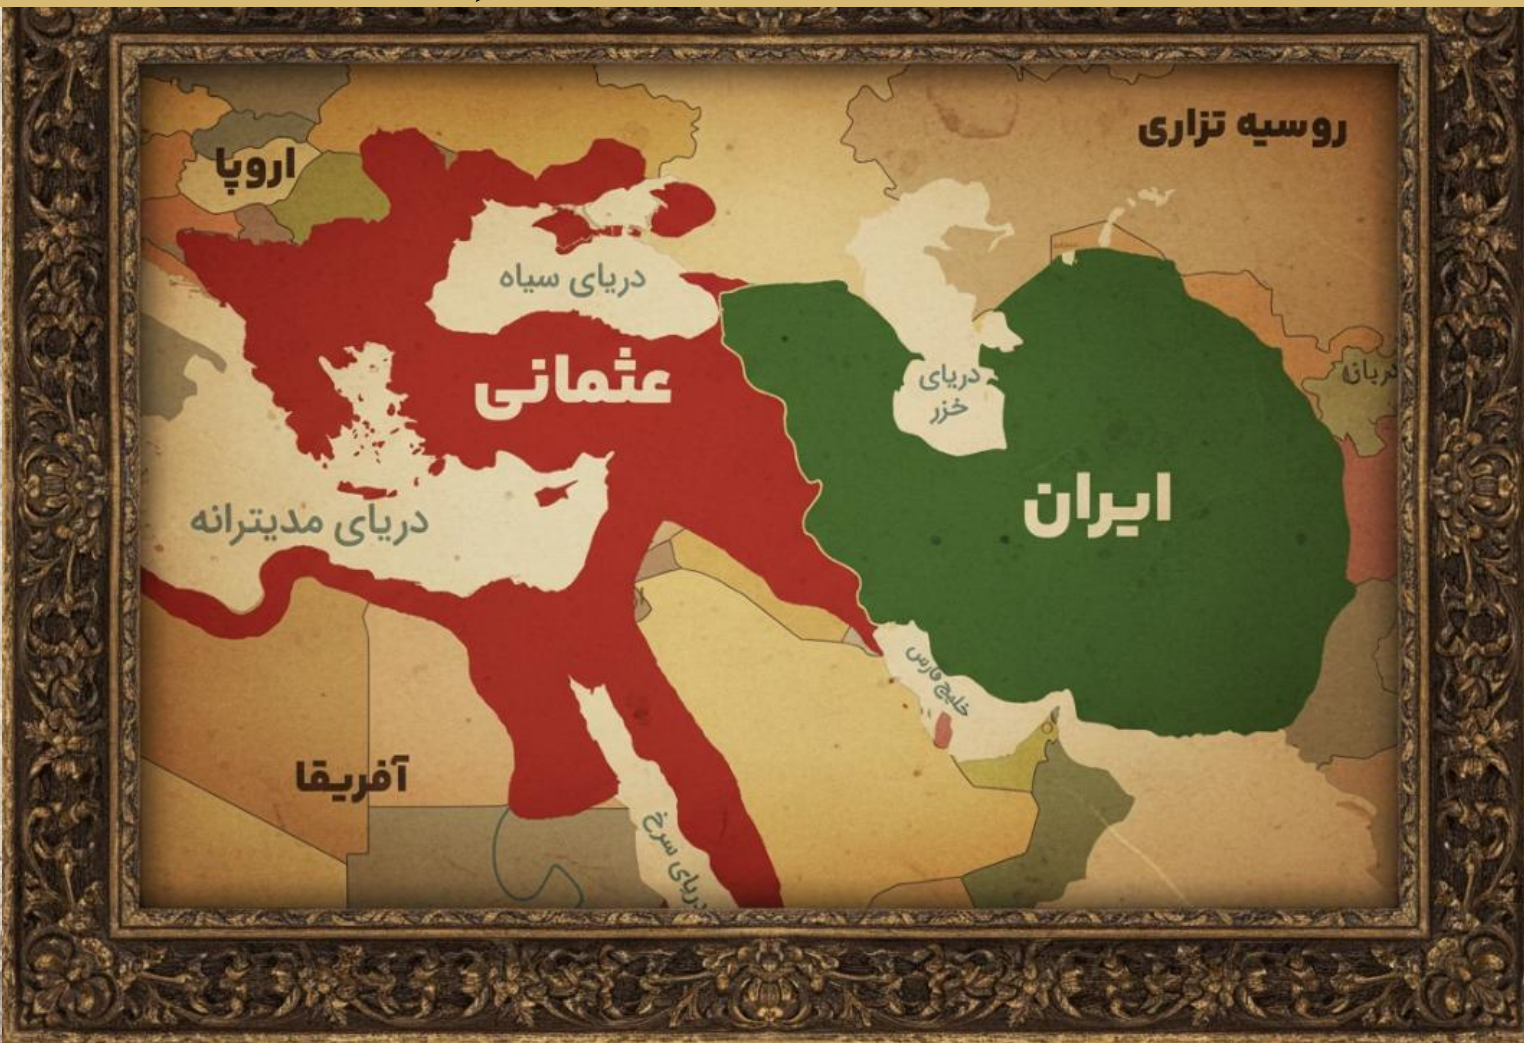 روسیه تزاری
اروپا
دریای سیاه
عثمانی
دریای
خزر
ایران
دریای مدیترانه
خلیج فارس
آفریقا
دریای سرخ